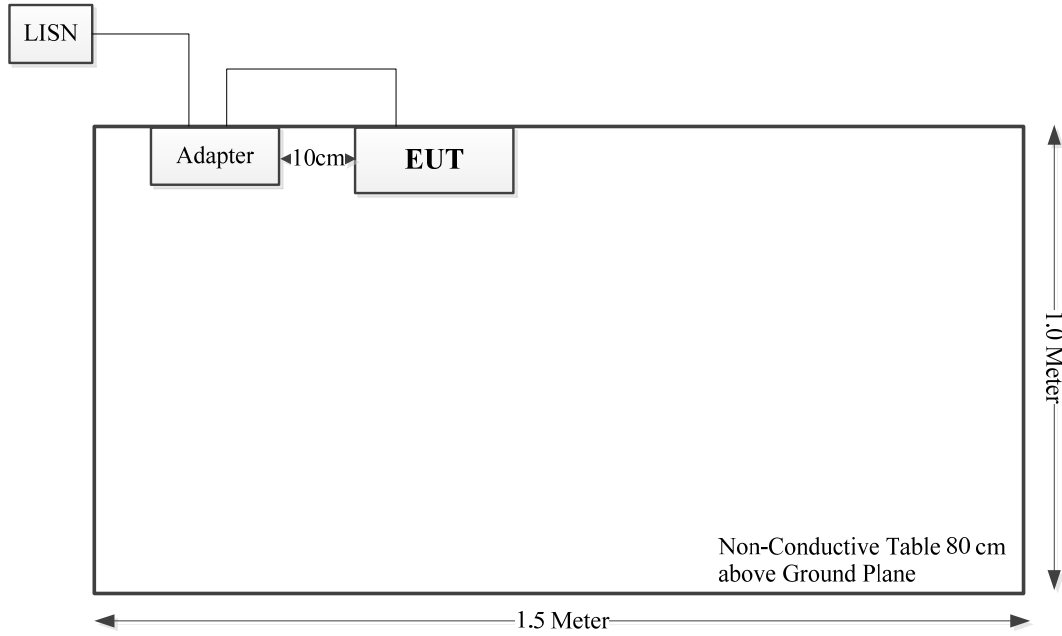 LISN
Adapter
10cm
EUT
1.0 Meter
Non-Conductive Table 80 cm
above Ground Plane
1.5 Meter